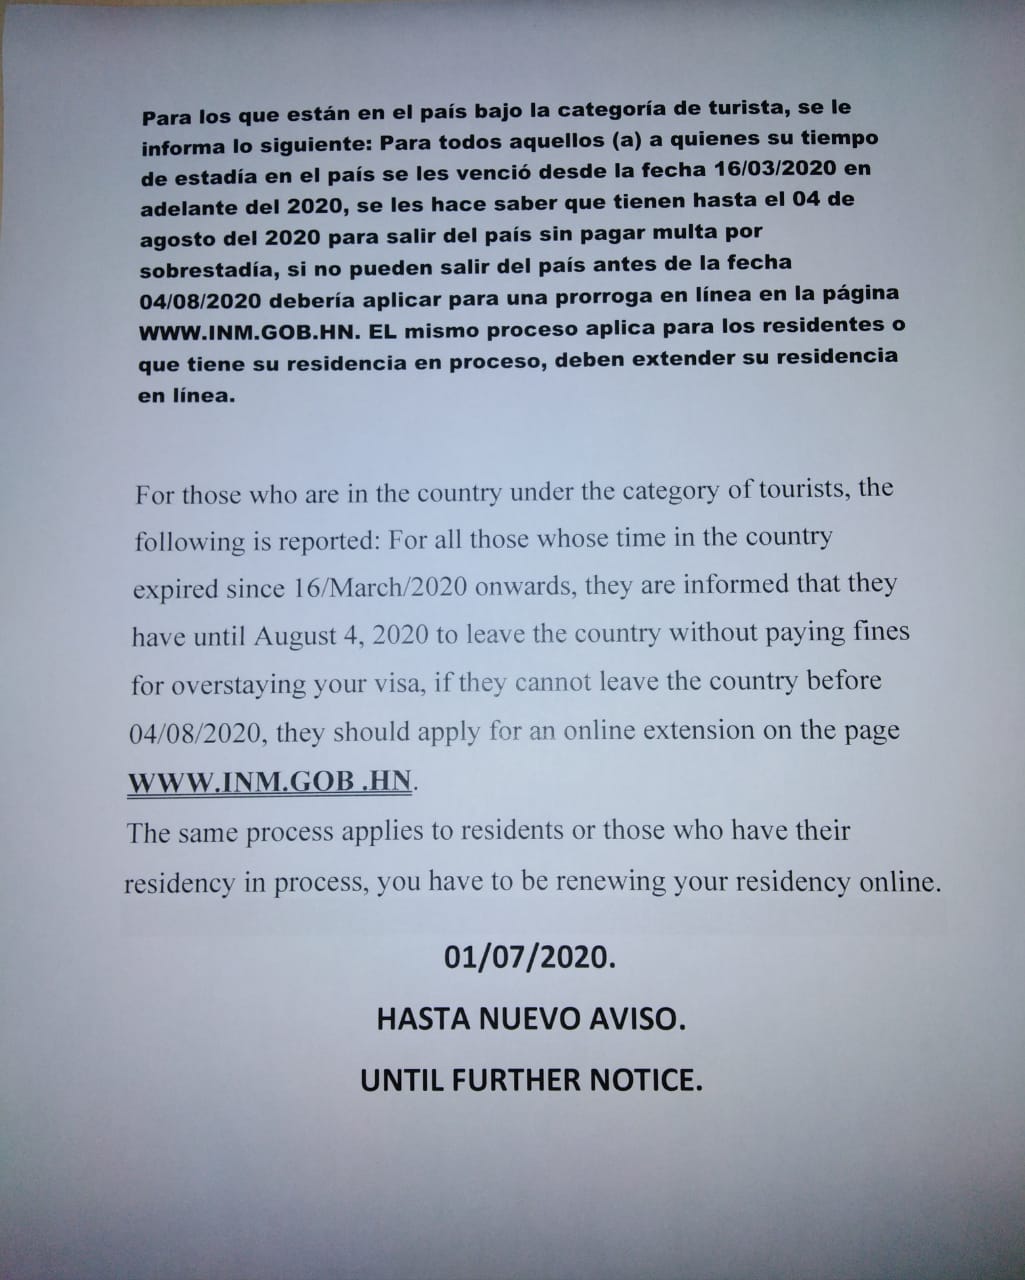 Para los que están en el país bajo la categoría de turista, se le
informa lo siguiente: Para todos aquellos (a) a quienes su tiempo
de estadía en el país se les venció desde la fecha 16/03/2020 en
adelante del 2020, se les hace saber que tienen hasta el 04 de
agosto del 2020 para salir del país sin pagar multa por
sobrestadía, si no pueden salir del país antes de la fecha
04/08/2020 debería aplicar para una prorroga en línea en la página
WWW.INM.GOB.HN. EL mismo proceso aplica para los residentes o
que tiene su residencia en proceso, deben extender su residencia
en línea.
For those who are in the country under the category of tourists, the
following is reported: For all those whose time in the country
expired since 16/March/2020 onwards, they are informed that they
have until August 4, 2020 to leave the country without paying fines
for overstaying your visa, if they cannot leave the country before
04/08/2020, they should apply for an online extension on the page
WWW.INM.GOB .HN.
The same process applies to residents or those who have their
residency in process, you have to be renewing your residency online.
01/07/2020.
HASTA NUEVO AVISO.
UNTIL FURTHER NOTICE.